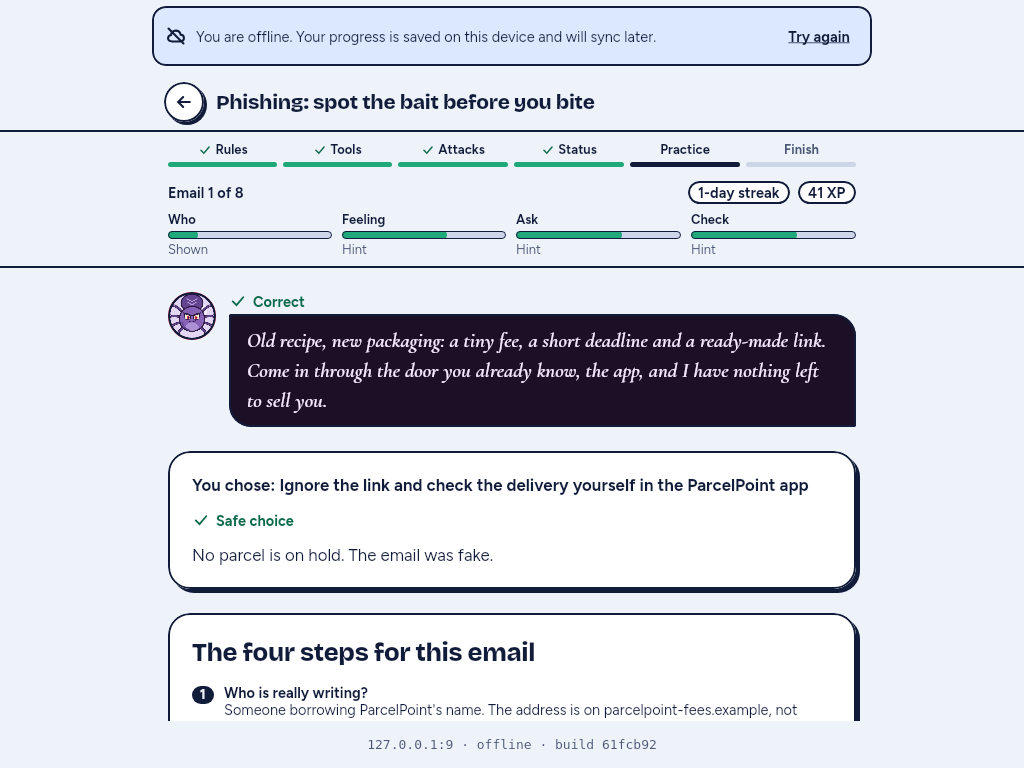 You are offline. Your progress is saved on this device and will sync later.
Try again
Phishing: spot the bait before you bite
Rules
Tools
Attacks
Status
Practice
Finish
Email 1 of 8
1-day streak
41 XP
Who
Feeling
Ask
Check
Shown
Hint
Hint
Hint
Correct
Old recipe, new packaging: a tiny fee, a short deadline and a ready-made link.
Come in through the door you already know, the app, and I have nothing left
to sell you.
You chose: Ignore the link and check the delivery yourself in the ParcelPoint app
Safe choice
No parcel is on hold. The email was fake.
The four steps for this email
1
Who is really writing?
Someone borrowing ParcelPoint's name. The address is on parcelpoint-fees.example, not
127.0.0.1:9 · offline · build 61fcb92